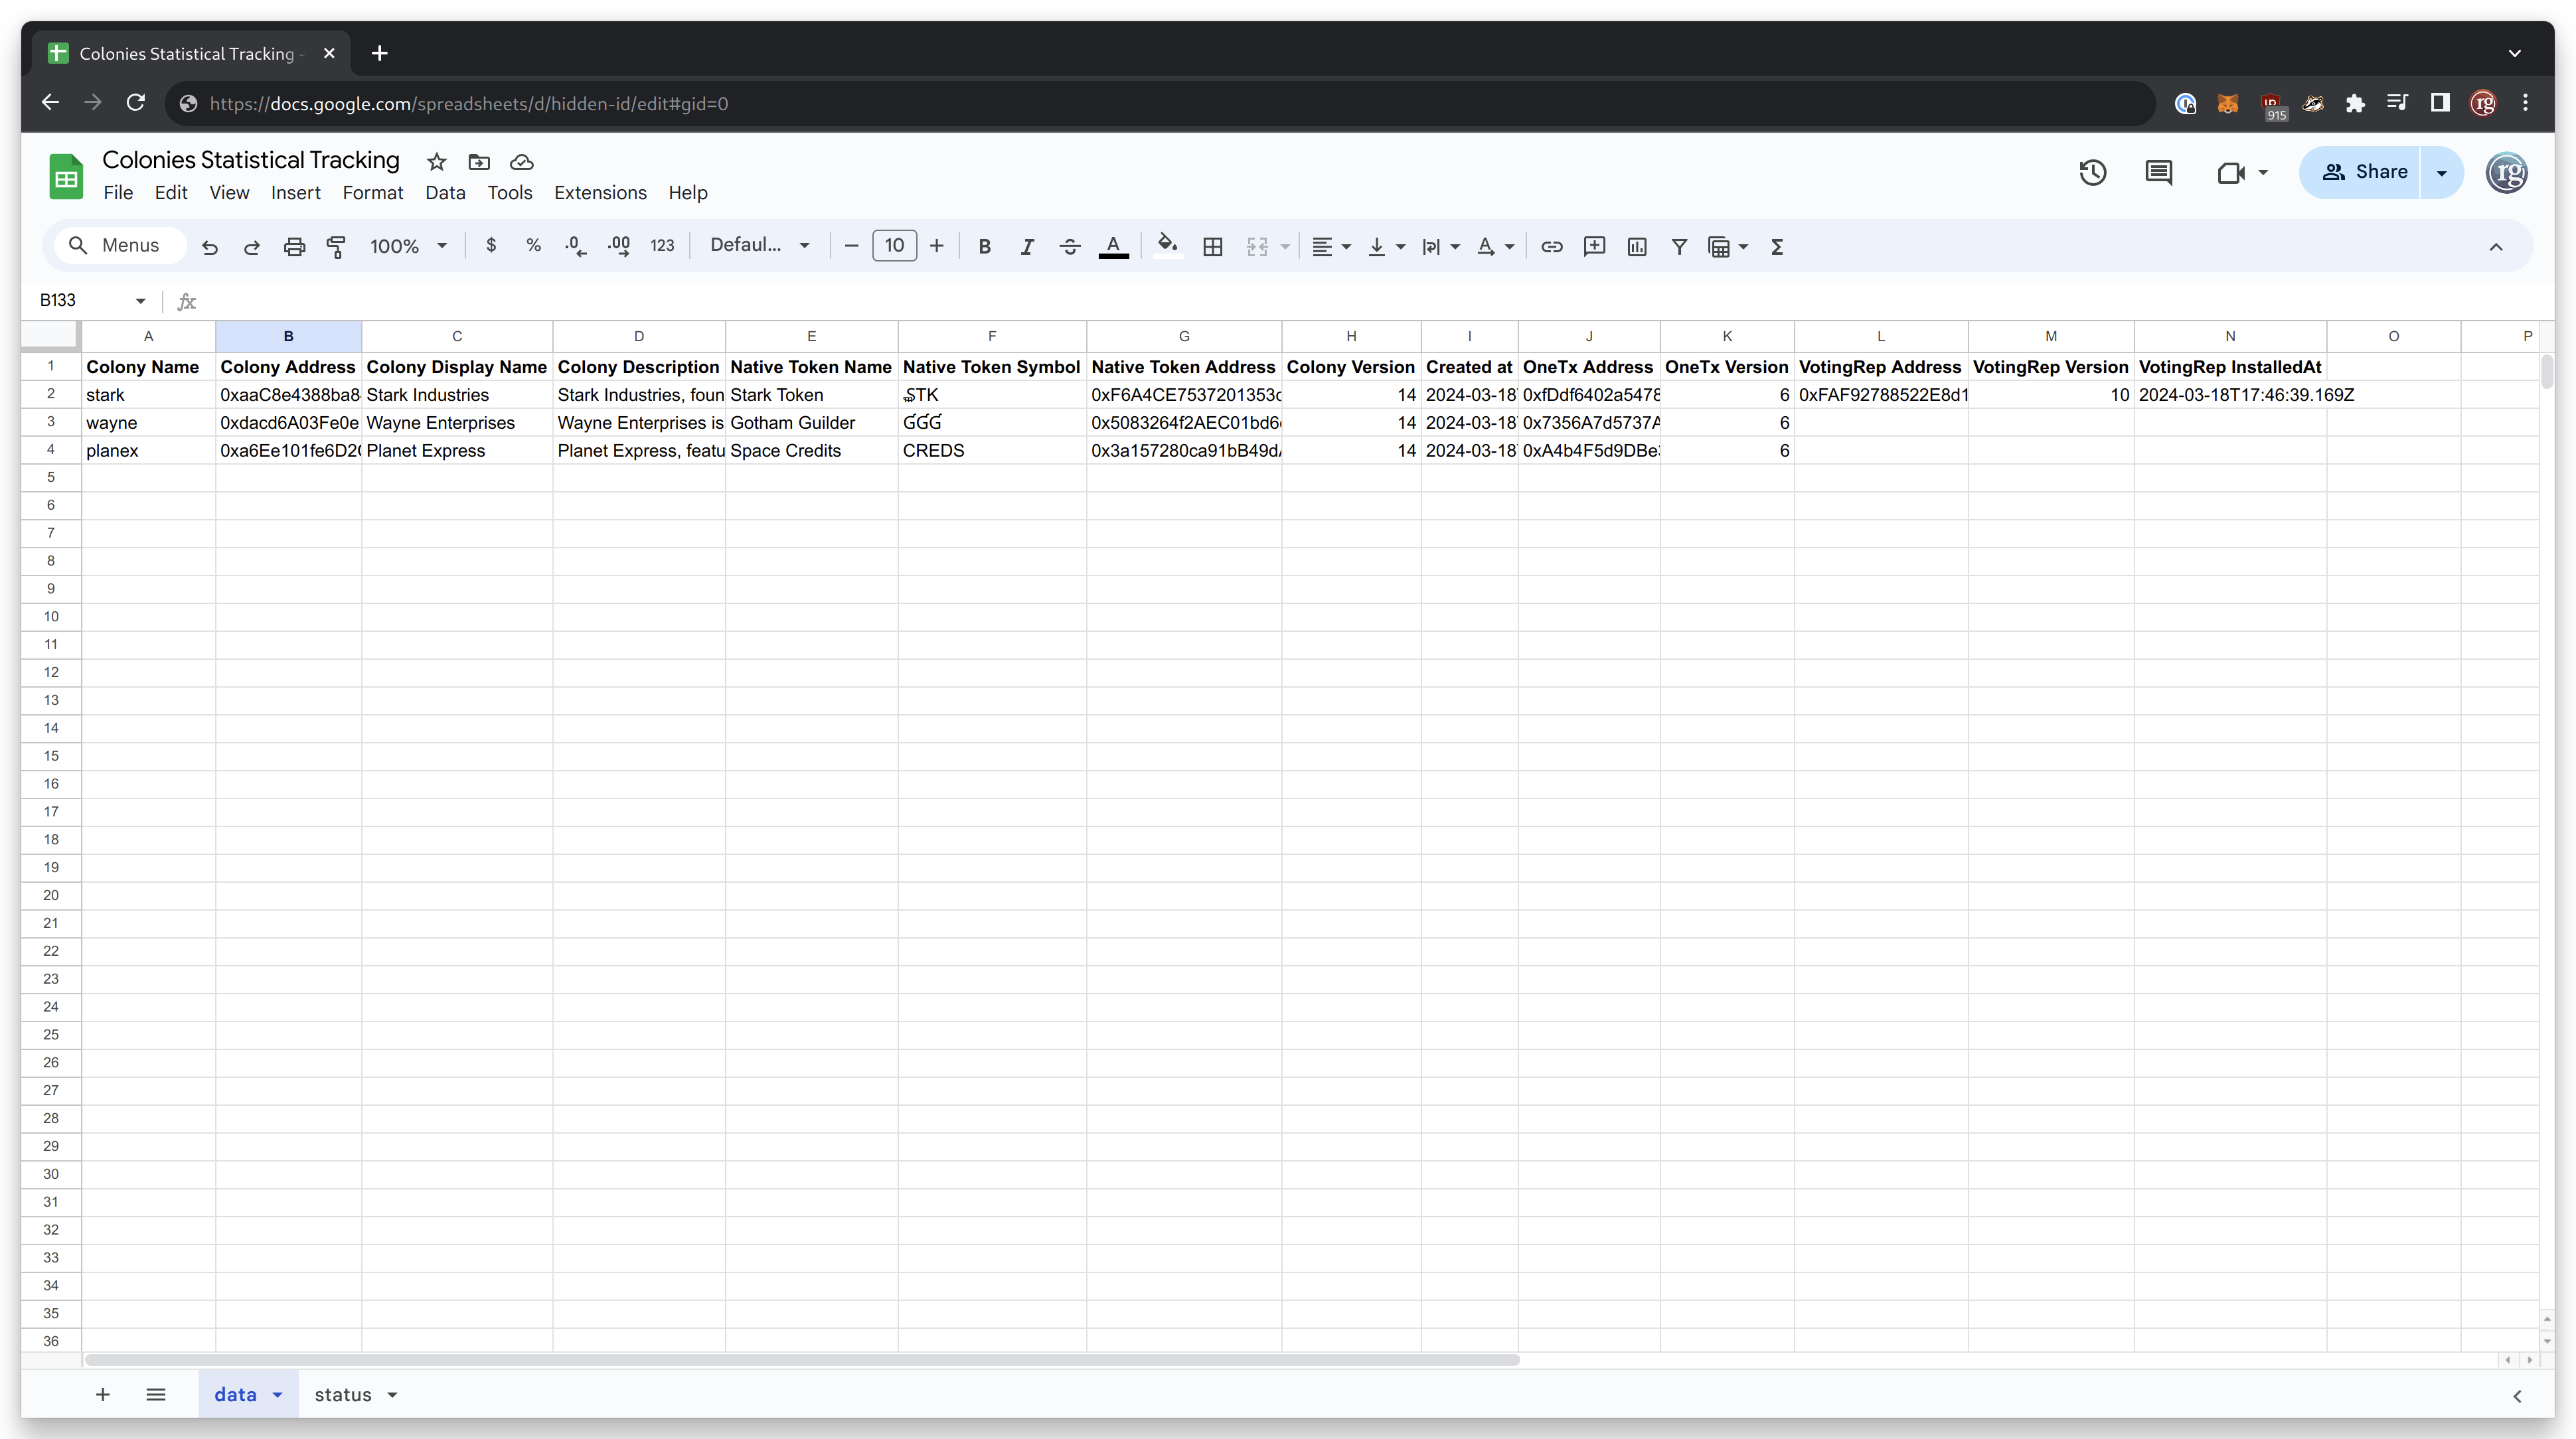 Colonies Statistical Tracking -
https://docs.google.com/spreadsheets/d/hidden-id/edit#gid=0
915
rg
Colonies Statistical Tracking
File Edit View Insert Format Data Tools Extensions Help
Share
rg
Menus 100% $ % .0 .00 123 Defaul... 10 B I A
B133
fx
A B C D E F G H I J K L M N O P
1 Colony Name Colony Address Colony Display Name Colony Description Native Token Name Native Token Symbol Native Token Address Colony Version Created at OneTx Address OneTx Version VotingRep Address VotingRep Version VotingRep InstalledAt
2 stark 0xaaC8e4388ba8 Stark Industries Stark Industries, foun Stark Token 0xF6A4CE7537201353c 14 2024-03-18 0xfDdf6402a5478 6 0xFAF92788522E8d1 10 2024-03-18T17:46:39.169Z
3 wayne 0xdacd6A03Fe0e Wayne Enterprises Wayne Enterprises is Gotham Guilder 0x5083264f2AEC01bd6 14 2024-03-18 0x7356A7d5737A 6
4 planex 0xa6Ee101fe6D2 Planet Express Planet Express, featu Space Credits CREDS 0x3a157280ca91bB49d 14 2024-03-18 0xA4b4F5d9DBe 6
5
6
7
8
9
10
11
12
13
14
15
16
17
18
19
20
21
22
23
24
25
26
27
28
29
30
31
32
33
34
35
36
data status